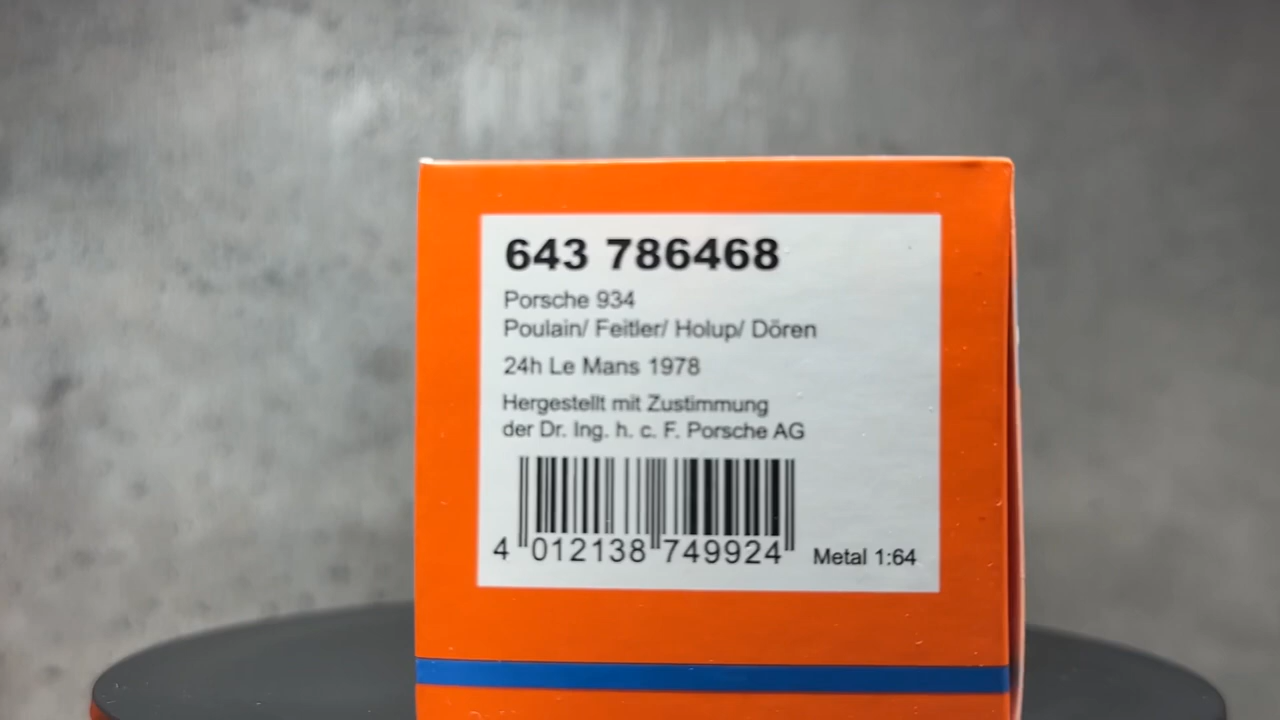 643 786468
Porsche 934
Poulain/ Feitler/ Holup/ Dören
24h Le Mans 1978
Hergestellt mit Zustimmung
der Dr. Ing. h. c. F. Porsche AG
4 012138 749924
Metal 1:64